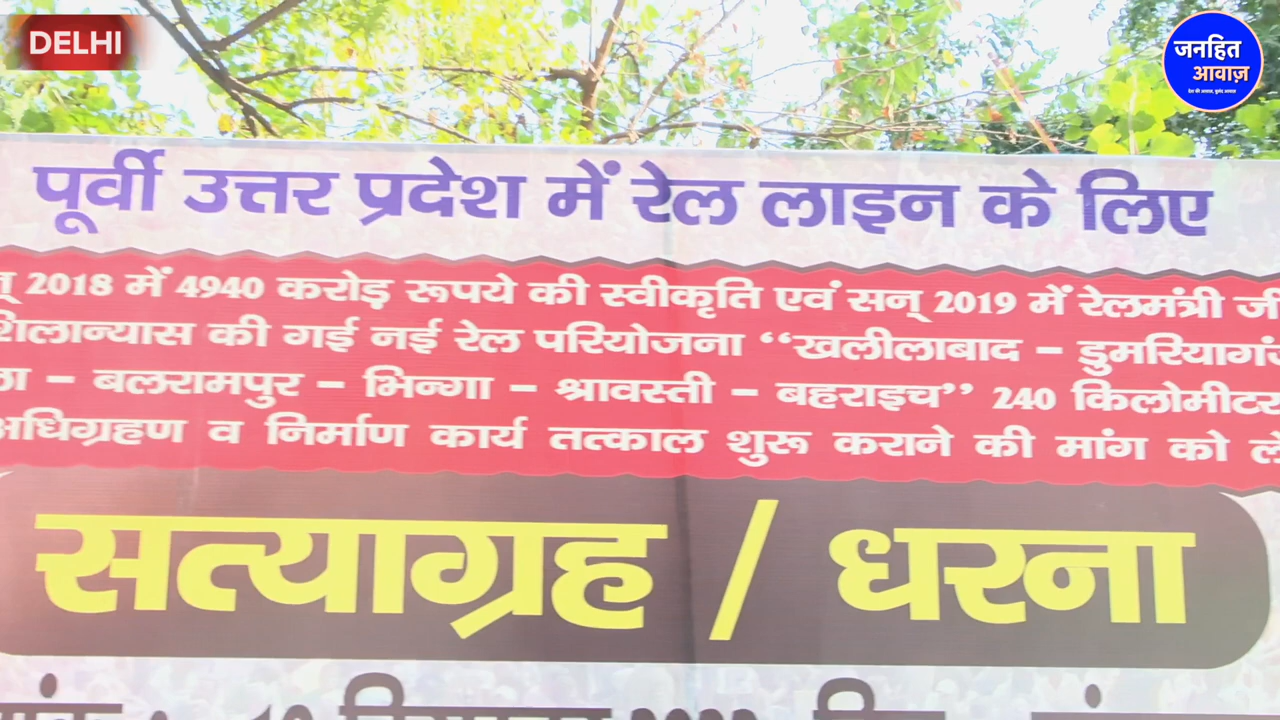 DELHI
जनहित
आवाज़
पूर्वी उत्तर प्रदेश में रेल लाइन के लिए
2018 में 4940 करोड़ रूपये की स्वीकृति एवं सन् 2019 में रेलमंत्री जी
शिलान्यास की गई नई रेल परियोजना “खलीलाबाद – डुमरियागंज
– बलरामपुर – भिन्गा – श्रावस्ती – बहराइच” 240 किलोमीटर
अधिग्रहण व निर्माण कार्य तत्काल शुरू कराने की मांग को
सत्याग्रह / धरना